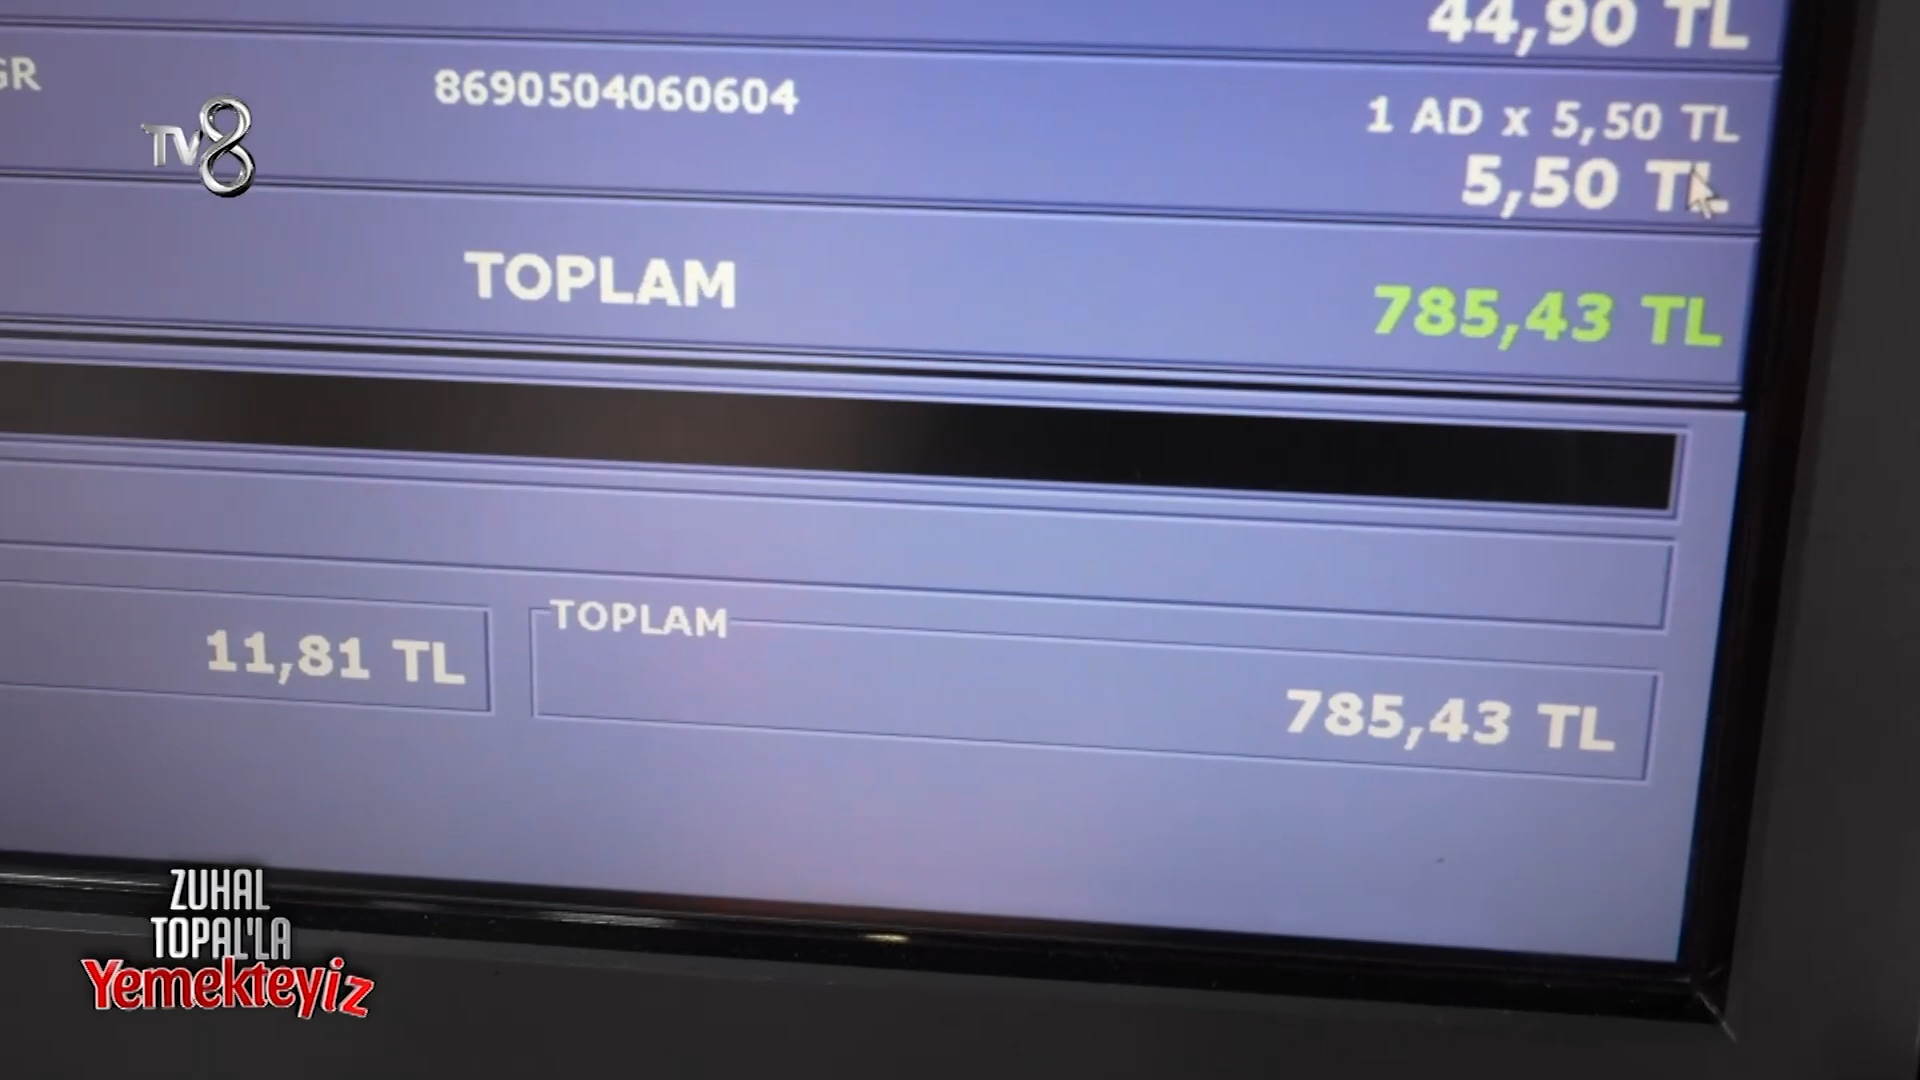 44,90 TL
GR 8690504060604
1 AD x 5,50 TL
5,50 TL
TV8
TOPLAM 785,43 TL
TOPLAM
11,81 TL
785,43 TL
ZUHAL
TOPAL'LA
Yemekteyiz